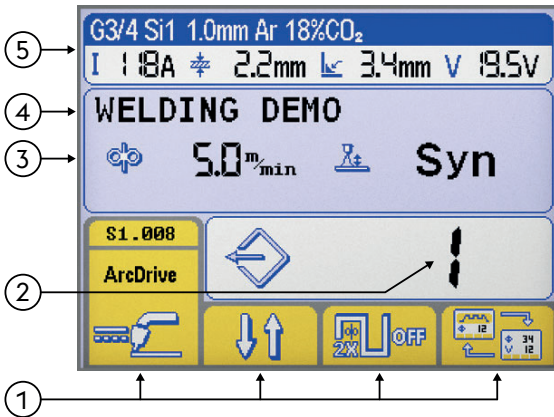 G3/4 Si1 1.0mm Ar 18%CO₂
5
I 118A 2.2mm 3.4mm V 19.5V
4
WELDING DEMO
3
5.0 m/min Syn
S1.008
ArcDrive
2
1
2X OFF
12
34
V 12
1